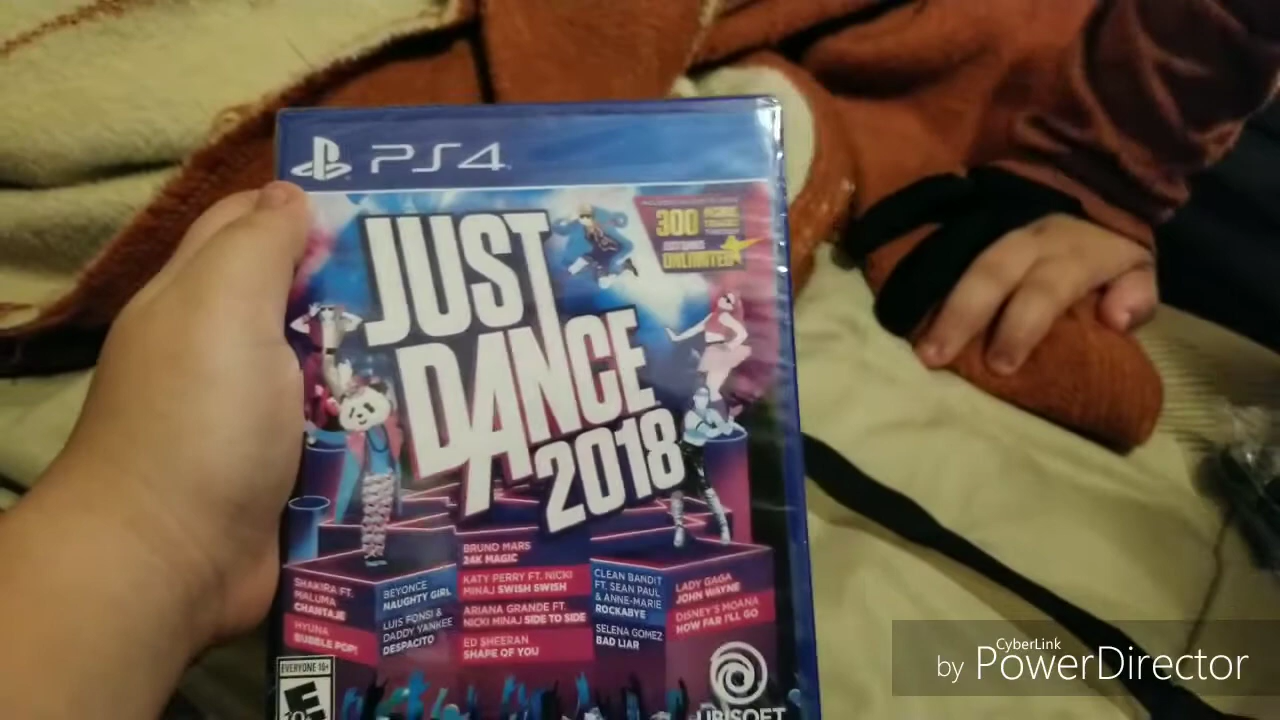 PS4
JUST
DANCE
2018
300
UNLIMITED
BRUNO MARS
24K MAGIC
SHAKIRA FT.
MALUMA
CHANTAJE
HYUNA
BUBBLE POP!
BEYONCE
NAUGHTY GIRL
LUIS FONSI &
DADDY YANKEE
DESPACITO
KATY PERRY FT. NICKI
MINAJ SWISH SWISH
ARIANA GRANDE FT.
NICKI MINAJ SIDE TO SIDE
ED SHEERAN
SHAPE OF YOU
CLEAN BANDIT
FT. SEAN PAUL
& ANNE-MARIE
ROCKABYE
SELENA GOMEZ
BAD LIAR
LADY GAGA
JOHN WAYNE
DISNEY'S MOANA
HOW FAR I'LL GO
EVERYONE 10+
E
UBISOFT
CyberLink
by PowerDirector